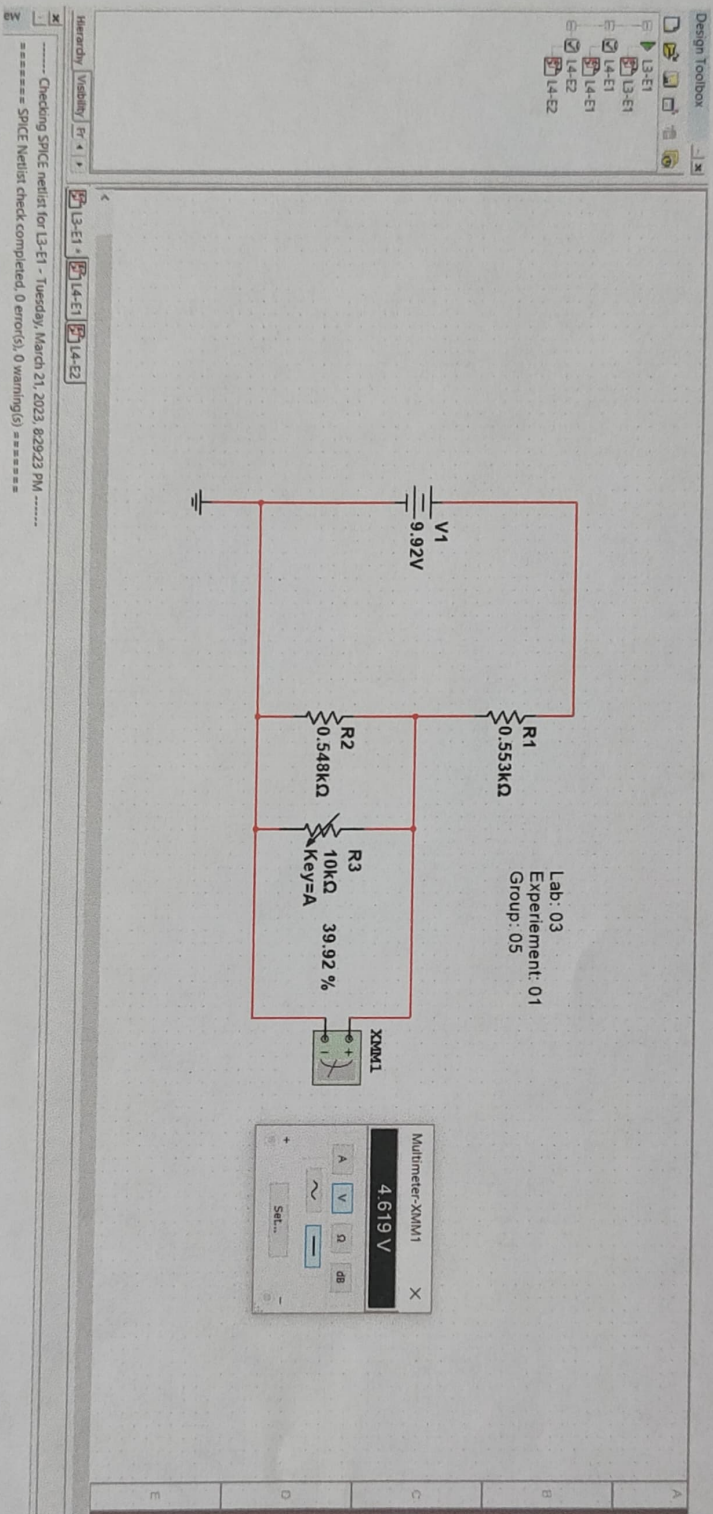 Design Toolbox
L3-E1
L3-E1
L4-E1
L4-E1
L4-E2
L4-E2
Hierarchy Visibility Pr
V1
9.92V
R1
0.553kΩ
R2
0.548kΩ
R3
10kΩ 39.92 %
Key=A
Lab: 03
Experiement: 01
Group: 05
XMM1
+
Multimeter-XMM1
4.619 V
A V Ω dB
Set...
+ -
A
B
C
D
E
L3-E1 * L4-E1 L4-E2
------ Checking SPICE netlist for L3-E1 - Tuesday, March 21, 2023, 8:29:23 PM ------
======= SPICE Netlist check completed, 0 error(s), 0 warning(s) =======
ew